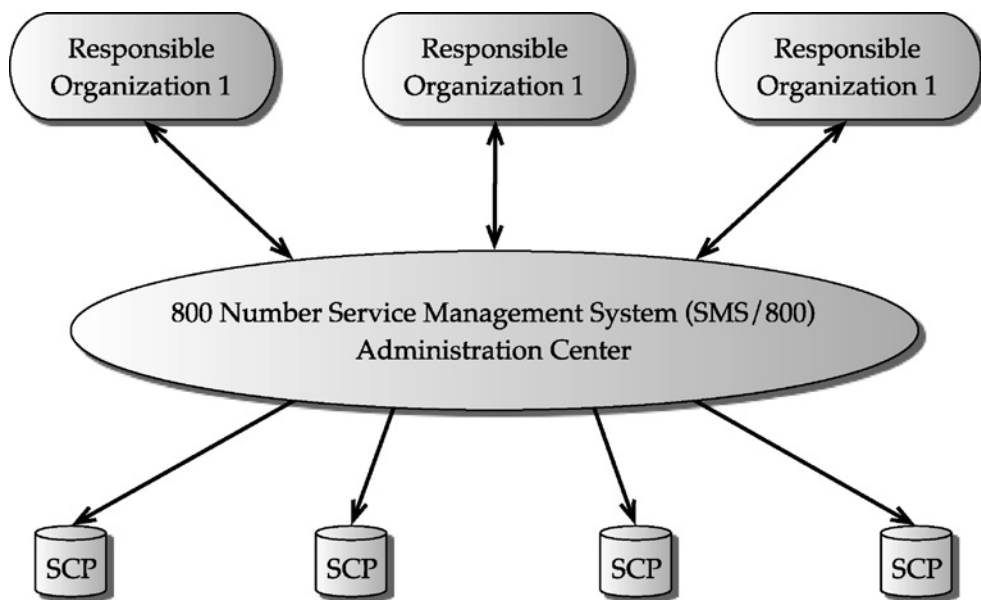 Responsible
Organization 1
Responsible
Organization 1
Responsible
Organization 1
800 Number Service Management System (SMS/800)
Administration Center
SCP
SCP
SCP
SCP